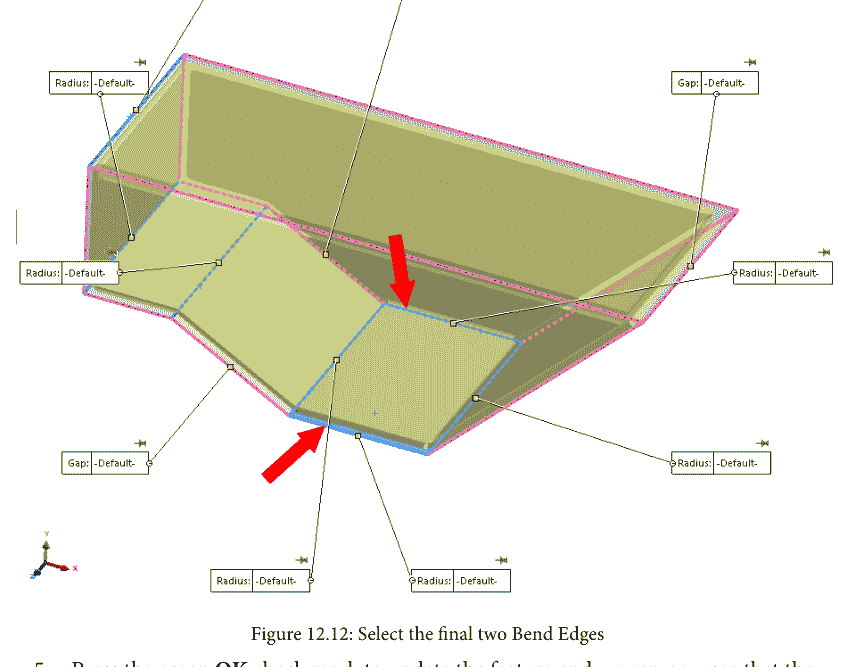 Radius: -Default-
Gap: -Default-
Radius: -Default-
Radius: -Default-
Gap: -Default-
Radius: -Default-
Radius: -Default-
Radius: -Default-
Y
X
Z
Figure 12.12: Select the final two Bend Edges